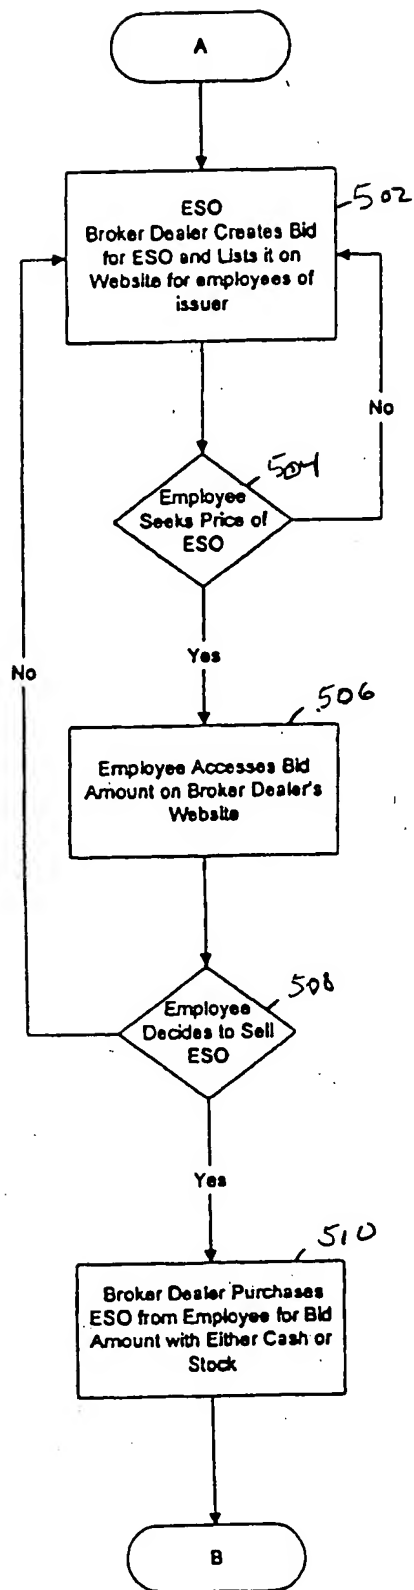 A
502
ESO
Broker Dealer Creates Bid
for ESO and Lists it on
Website for employees of
issuer
No
504
Employee
Seeks Price of
ESO
Yes
No
506
Employee Accesses Bid
Amount on Broker Dealer's
Website
508
Employee
Decides to Sell
ESO
Yes
510
Broker Dealer Purchases
ESO from Employee for Bid
Amount with Either Cash or
Stock
B